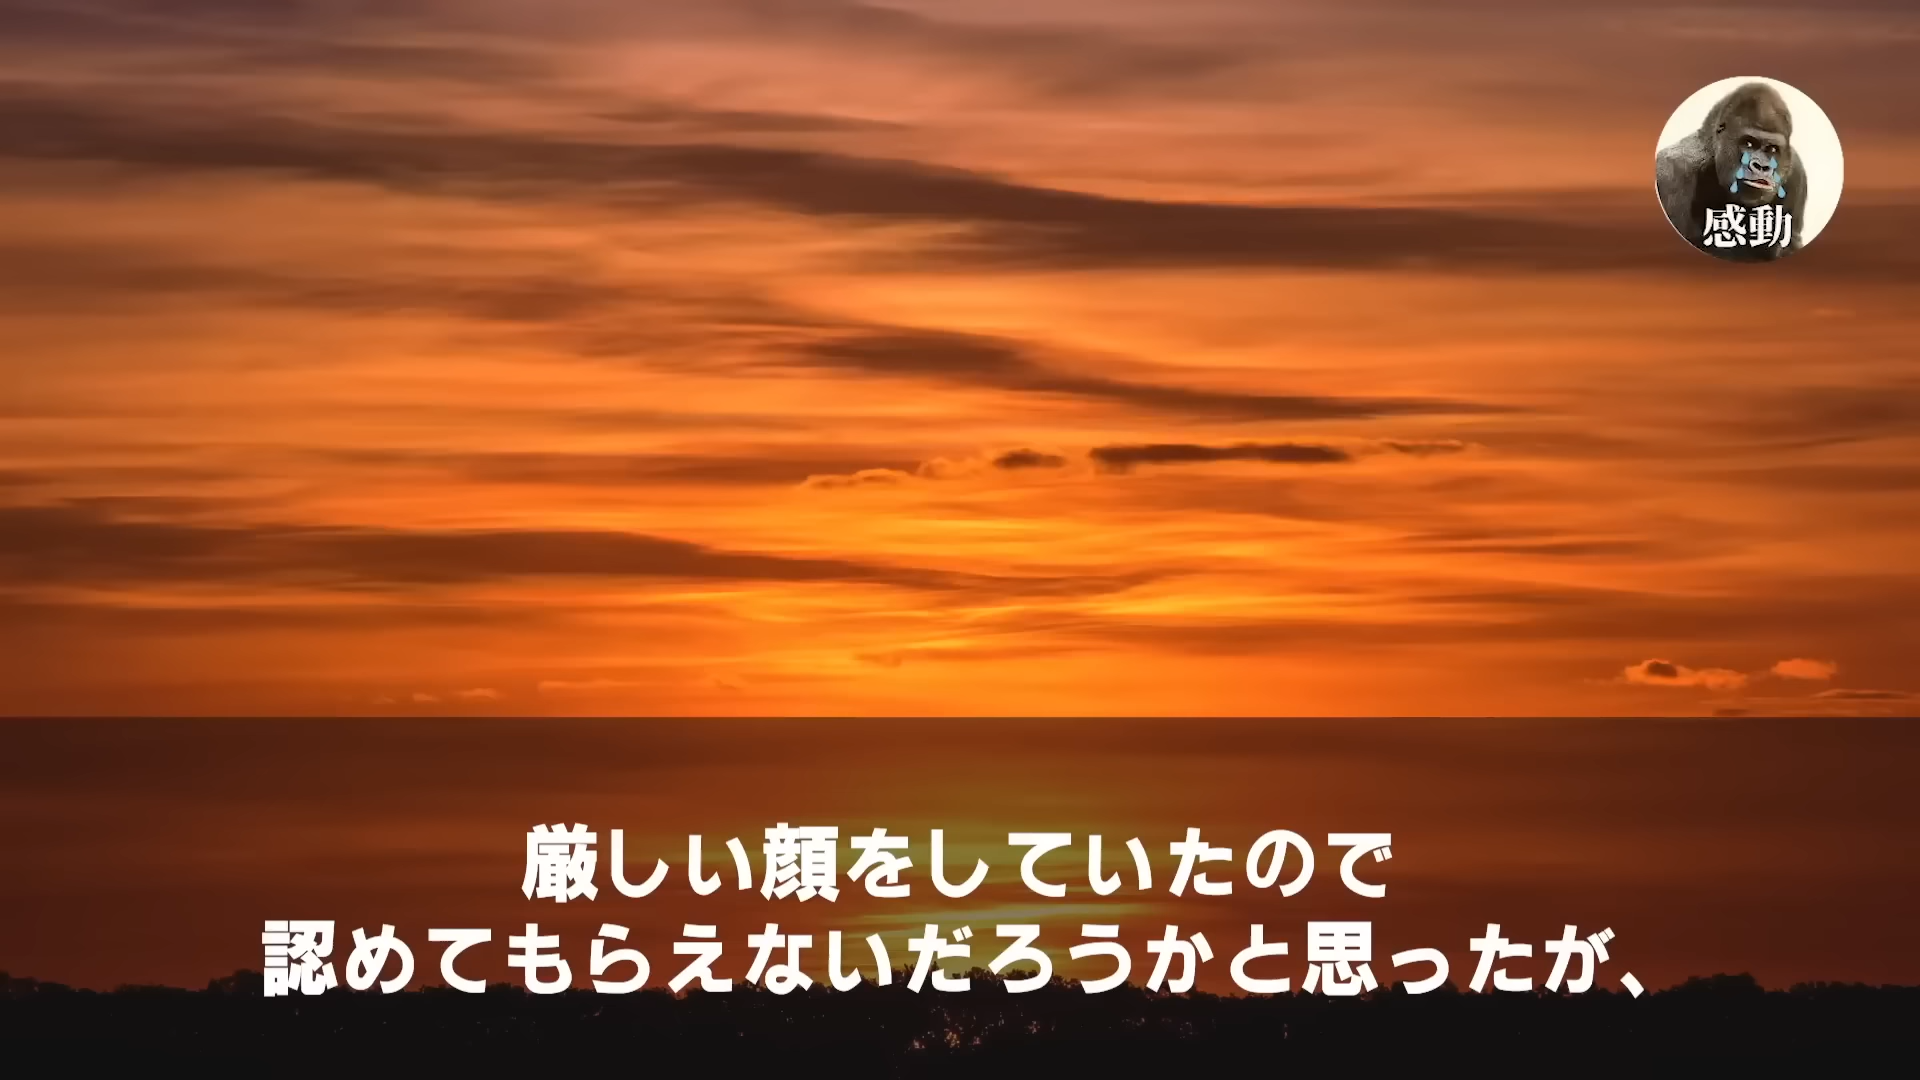 感動
厳しい顔をしていたので
認めてもらえないだろうかと思ったが、